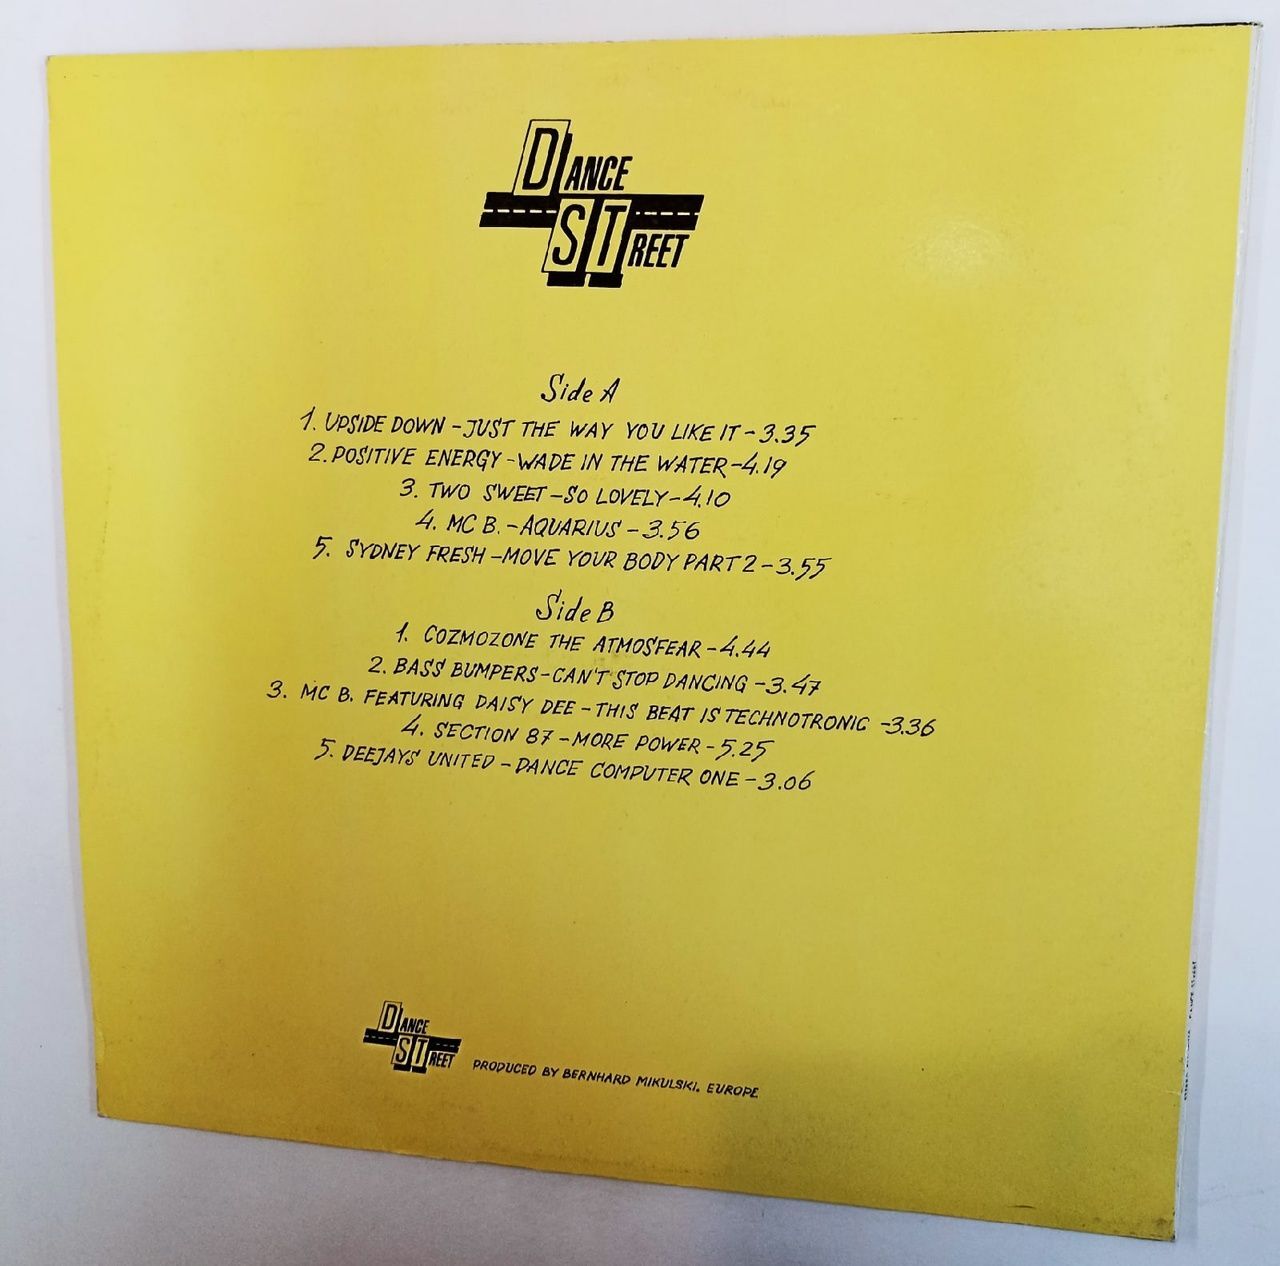 DANCE
STREET
Side A
1. UPSIDE DOWN - JUST THE WAY YOU LIKE IT - 3.35
2. POSITIVE ENERGY - WADE IN THE WATER - 4.19
3. TWO SWEET - SO LOVELY - 4.10
4. MC B. - AQUARIUS - 3.56
5. SYDNEY FRESH - MOVE YOUR BODY PART 2 - 3.55
Side B
1. COZMOZONE THE ATMOSFEAR - 4.44
2. BASS BUMPERS - CAN'T STOP DANCING - 3.47
3. MC B. FEATURING DAISY DEE - THIS BEAT IS TECHNOTRONIC - 3.36
4. SECTION 87 - MORE POWER - 5.25
5. DEEJAYS UNITED - DANCE COMPUTER ONE - 3.06
DANCE
STREET
PRODUCED BY BERNHARD MIKULSKI. EUROPE